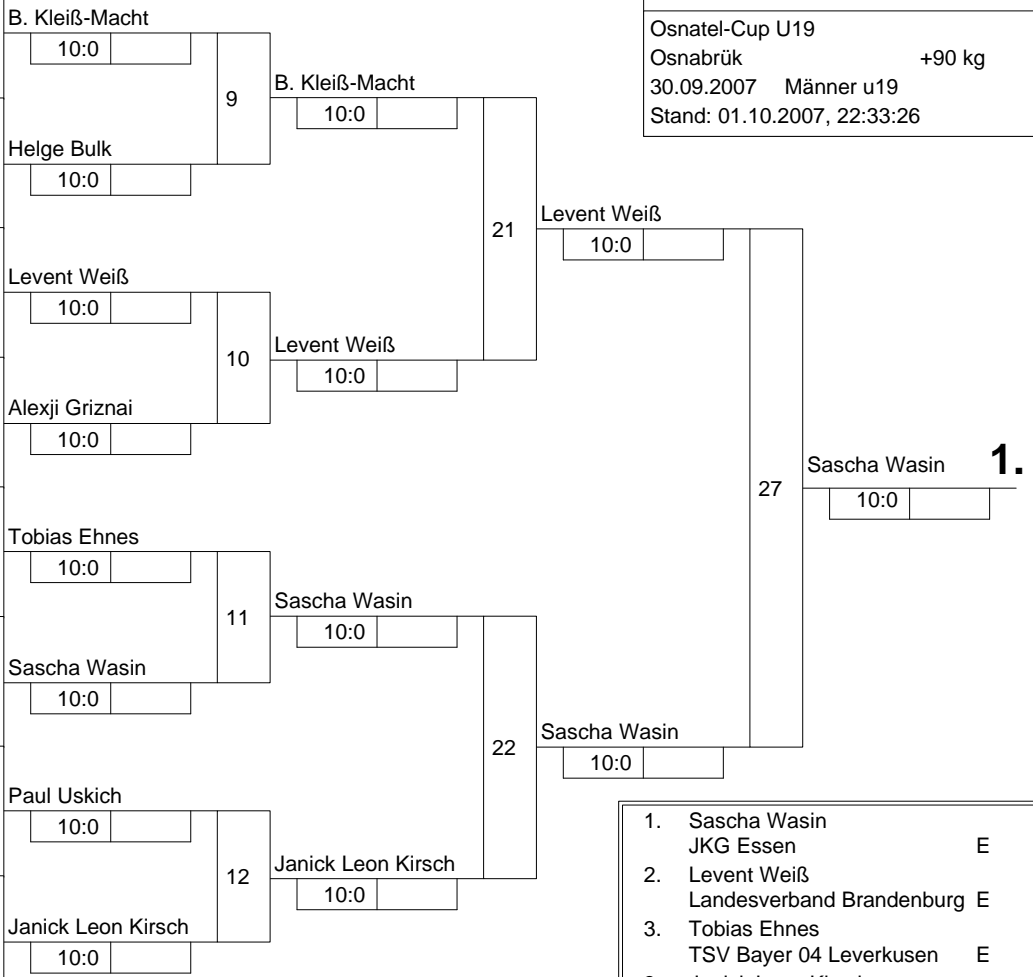 B. Kleiß-Macht
10:0
9
B. Kleiß-Macht
10:0
Helge Bulk
10:0
21
Levent Weiß
10:0
Levent Weiß
10:0
10
Levent Weiß
10:0
Alexji Griznai
10:0
27
Sascha Wasin 1.
10:0
Tobias Ehnes
10:0
11
Sascha Wasin
10:0
Sascha Wasin
10:0
22
Sascha Wasin
10:0
Paul Uskich
10:0
12
Janick Leon Kirsch
10:0
Janick Leon Kirsch
10:0
Osnatel-Cup U19
Osnabrük +90 kg
30.09.2007 Männer u19
Stand: 01.10.2007, 22:33:26
1. Sascha Wasin
JKG Essen E
2. Levent Weiß
Landesverband Brandenburg E
3. Tobias Ehnes
TSV Bayer 04 Leverkusen E